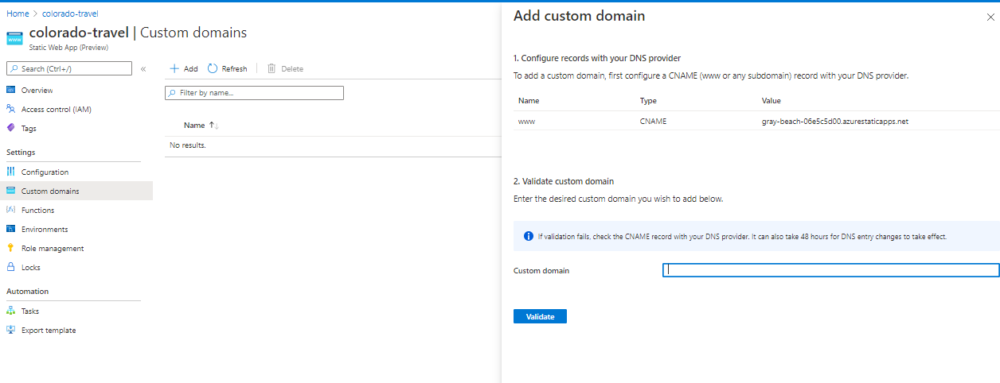 Home > colorado-travel
www
colorado-travel | Custom domains
Static Web App (Preview)
Search (Ctrl+/)
«
Overview
Access control (IAM)
Tags
Settings
Configuration
Custom domains
Functions
Environments
Role management
Locks
Automation
Tasks
Export template
+ Add Refresh Delete
Filter by name...
Name ↑↓
No results.
Add custom domain
1. Configure records with your DNS provider
To add a custom domain, first configure a CNAME (www or any subdomain) record with your DNS provider.
Name Type Value
www CNAME gray-beach-06e5c5d00.azurestaticapps.net
2. Validate custom domain
Enter the desired custom domain you wish to add below.
If validation fails, check the CNAME record with your DNS provider. It can also take 48 hours for DNS entry changes to take effect.
Custom domain
Validate